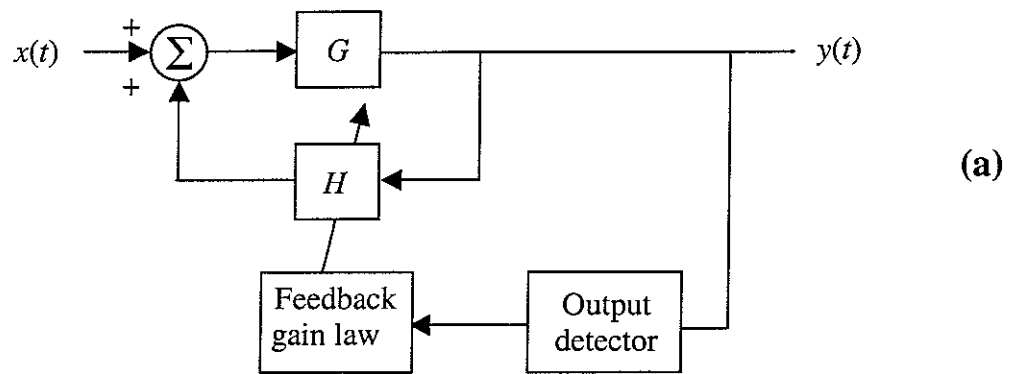 x(t)
+
+
Σ
G
y(t)
H
(a)
Feedback
gain law
Output
detector